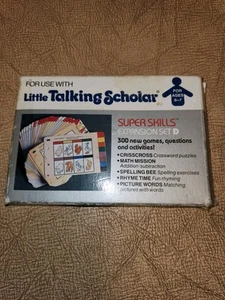 FOR USE WITH
Little Talking Scholar
FOR
AGES
6-7
SUPER SKILLS™
EXPANSION SET D
300 new games, questions
and activities!
• CRISSCROSS Crossword puzzles
• MATH MISSION
Addition/subtraction
• SPELLING BEE Spelling exercises
• RHYME TIME Fun rhyming
• PICTURE WORDS Matching
pictures with words